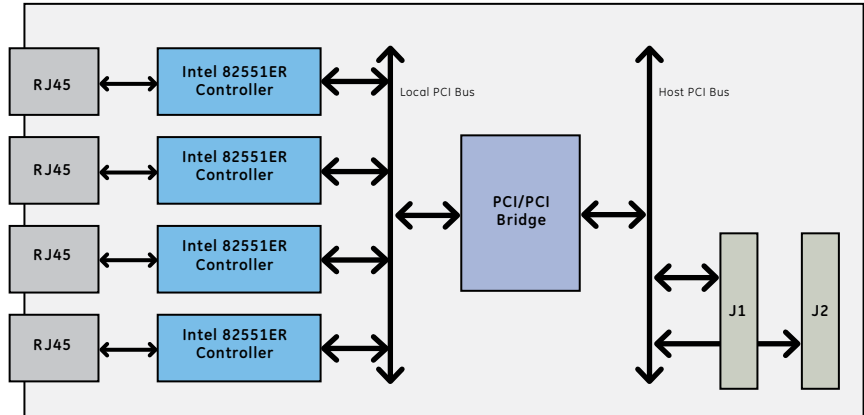 RJ45
Intel 82551ER
Controller
Local PCI Bus
Host PCI Bus
RJ45
Intel 82551ER
Controller
PCI/PCI
Bridge
RJ45
Intel 82551ER
Controller
J1
J2
RJ45
Intel 82551ER
Controller